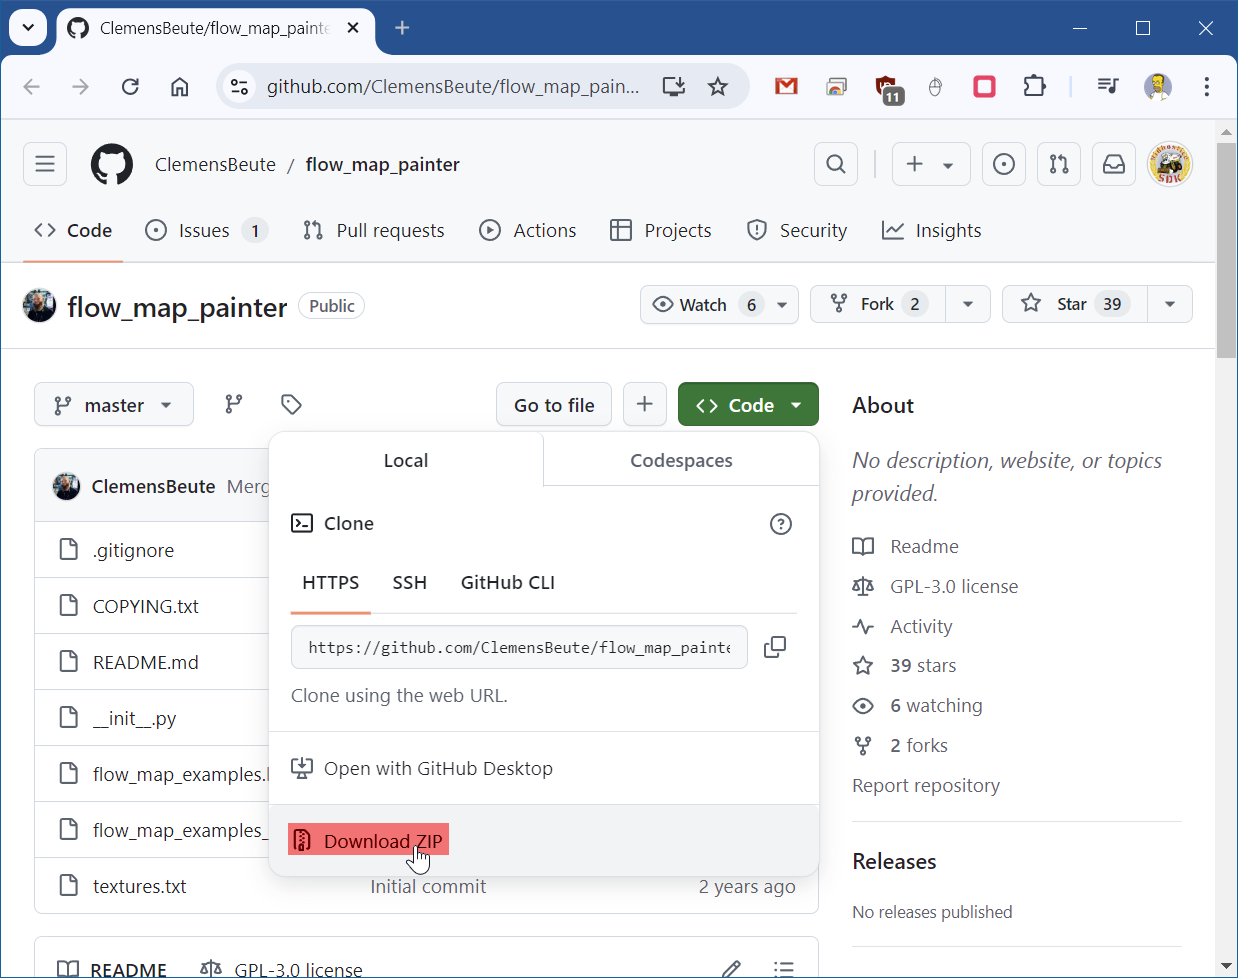 ClemensBeute/flow_map_painte
github.com/ClemensBeute/flow_map_pain...
11
ClemensBeute / flow_map_painter
Code
Issues 1
Pull requests
Actions
Projects
Security
Insights
flow_map_painter Public
Watch 6
Fork 2
Star 39
master
Go to file
Code
About
Local
Codespaces
No description, website, or topics
provided.
ClemensBeute Merg
Clone
HTTPS
SSH
GitHub CLI
https://github.com/ClemensBeute/flow_map_painte
Clone using the web URL.
Open with GitHub Desktop
Download ZIP
.gitignore
COPYING.txt
README.md
__init__.py
flow_map_examples.
flow_map_examples_
textures.txt
Initial commit
2 years ago
Readme
GPL-3.0 license
Activity
39 stars
6 watching
2 forks
Report repository
Releases
No releases published
README
GPL-3.0 license